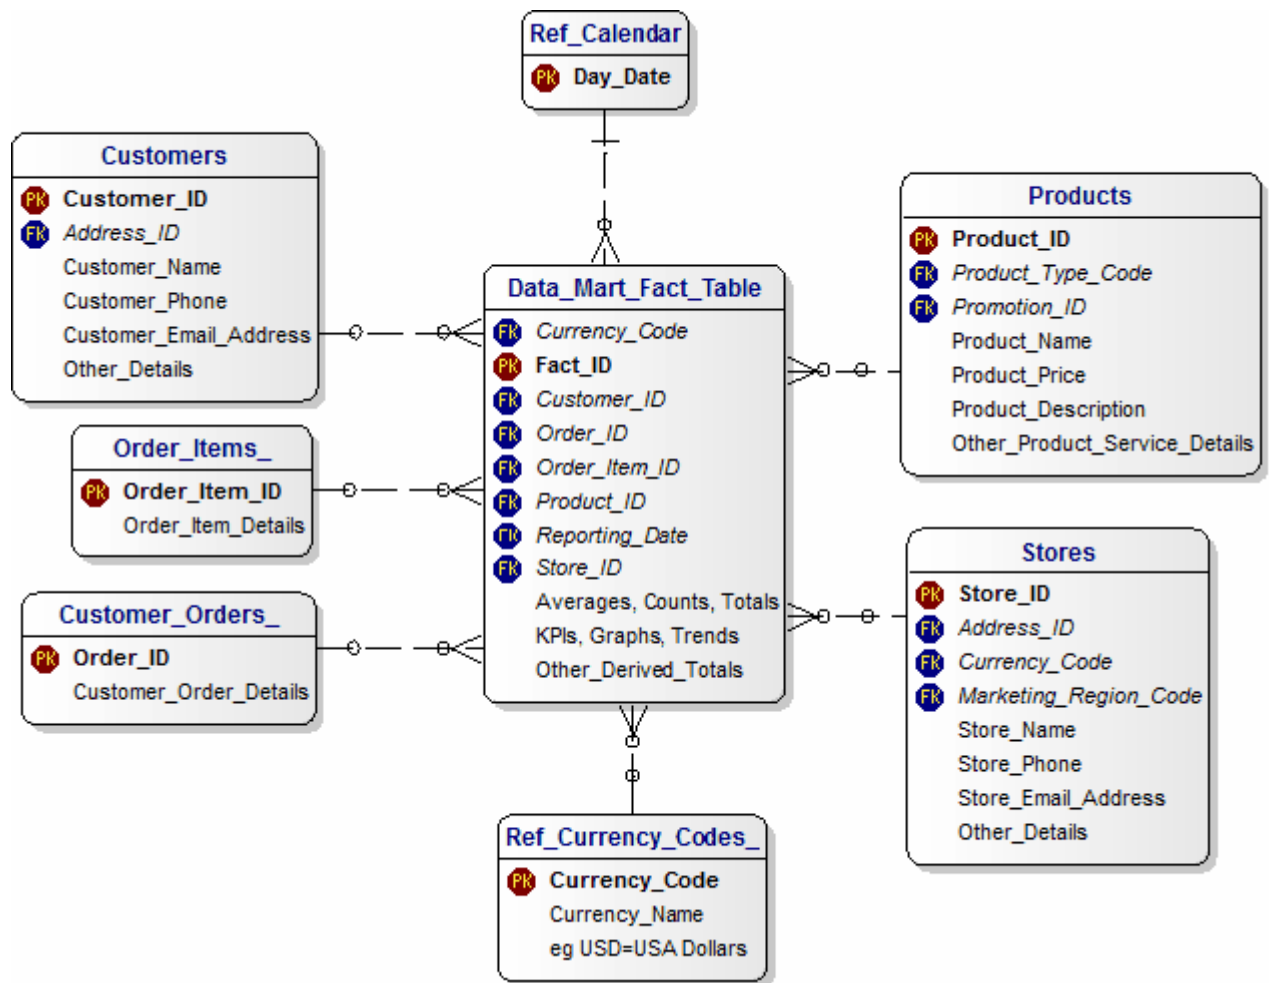 Ref_Calendar
PK Day_Date
Customers
PK Customer_ID
FK Address_ID
Customer_Name
Customer_Phone
Customer_Email_Address
Other_Details
Products
PK Product_ID
FK Product_Type_Code
FK Promotion_ID
Product_Name
Product_Price
Product_Description
Other_Product_Service_Details
Data_Mart_Fact_Table
FK Currency_Code
PK Fact_ID
FK Customer_ID
FK Order_ID
FK Order_Item_ID
FK Product_ID
FK Reporting_Date
FK Store_ID
Averages, Counts, Totals
KPIs, Graphs, Trends
Other_Derived_Totals
Order_Items_
PK Order_Item_ID
Order_Item_Details
Customer_Orders_
PK Order_ID
Customer_Order_Details
Stores
PK Store_ID
FK Address_ID
FK Currency_Code
FK Marketing_Region_Code
Store_Name
Store_Phone
Store_Email_Address
Other_Details
Ref_Currency_Codes_
PK Currency_Code
Currency_Name
eg USD=USA Dollars